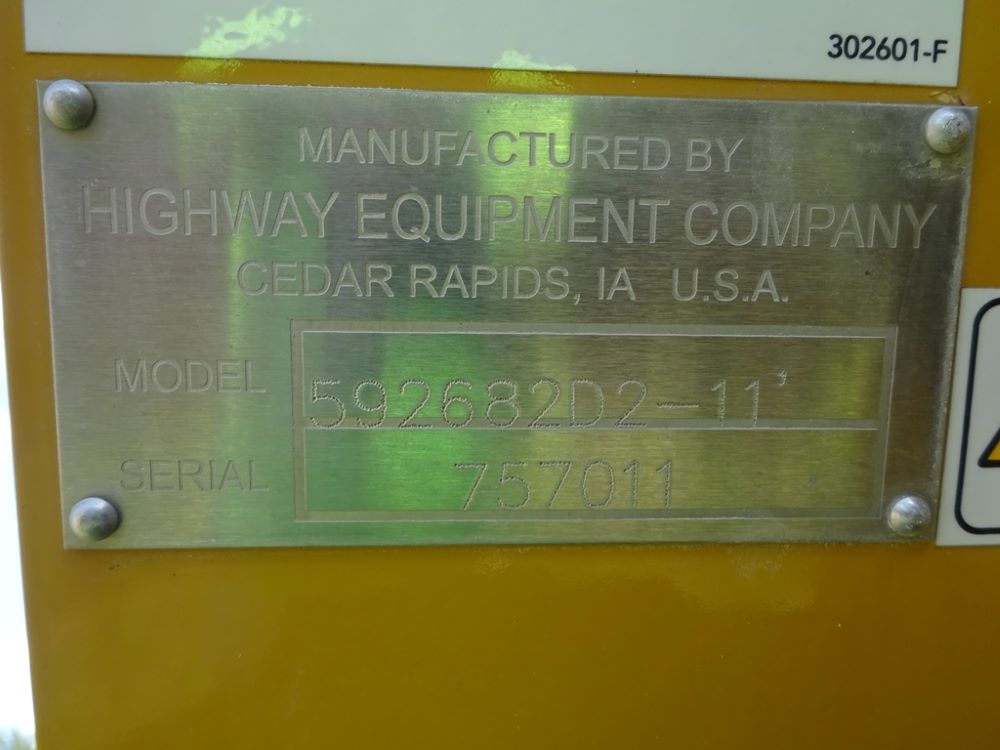 302601-F
MANUFACTURED BY
HIGHWAY EQUIPMENT COMPANY
CEDAR RAPIDS, IA U.S.A.
MODEL 592682D2-11'
SERIAL 757011